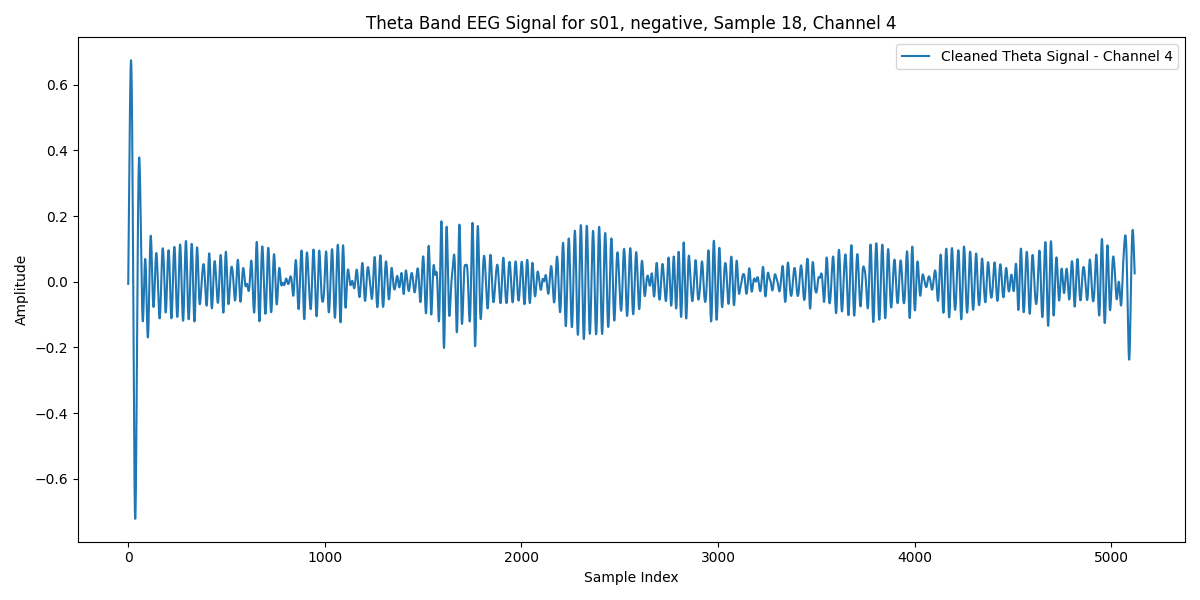 Theta Band EEG Signal for s01, negative, Sample 18, Channel 4
Cleaned Theta Signal - Channel 4
Amplitude
0.6
0.4
0.2
0.0
−0.2
−0.4
−0.6
0 1000 2000 3000 4000 5000
Sample Index